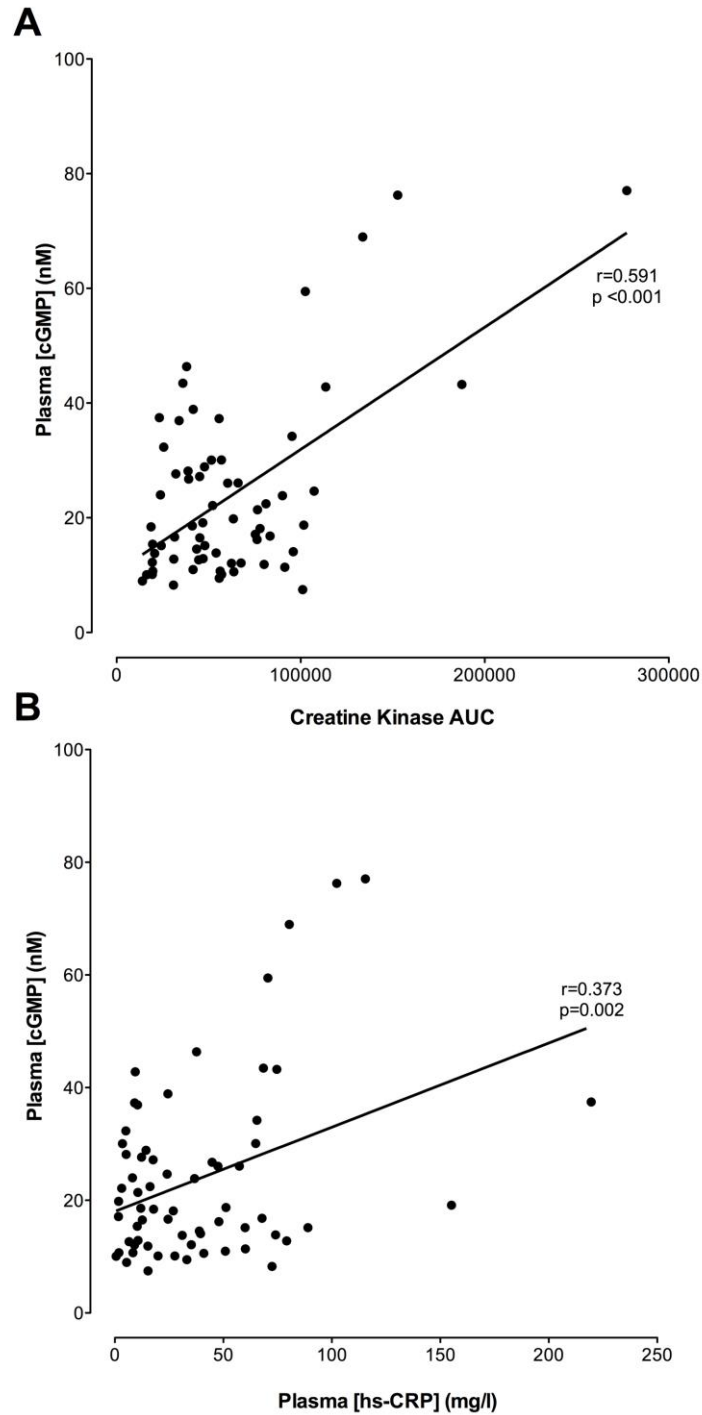 A
100
80
60
40
20
0
Plasma [cGMP] (nM)
r=0.591
p <0.001
0
100000
200000
300000
Creatine Kinase AUC
B
100
80
60
40
20
0
Plasma [cGMP] (nM)
r=0.373
p=0.002
0
50
100
150
200
250
Plasma [hs-CRP] (mg/l)